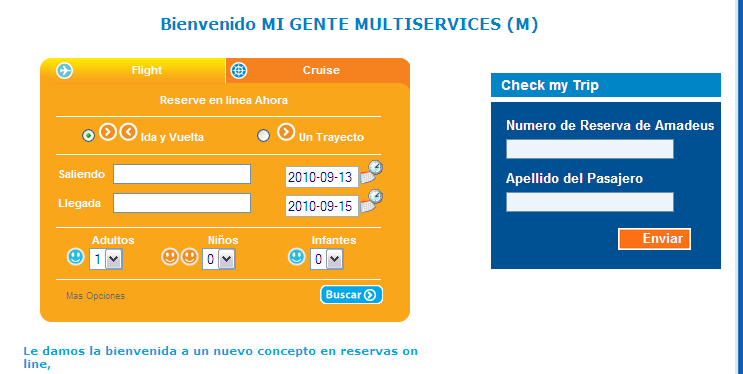 Bienvenido MI GENTE MULTISERVICES (M)
Flight
Cruise
Reserve en linea Ahora
Ida y Vuelta
Un Trayecto
Saliendo
2010-09-13
Llegada
2010-09-15
Adultos
Niños
Infantes
1
0
0
Mas Opciones
Buscar
Check my Trip
Numero de Reserva de Amadeus
Apellido del Pasajero
Enviar
Le damos la bienvenida a un nuevo concepto en reservas on
line,